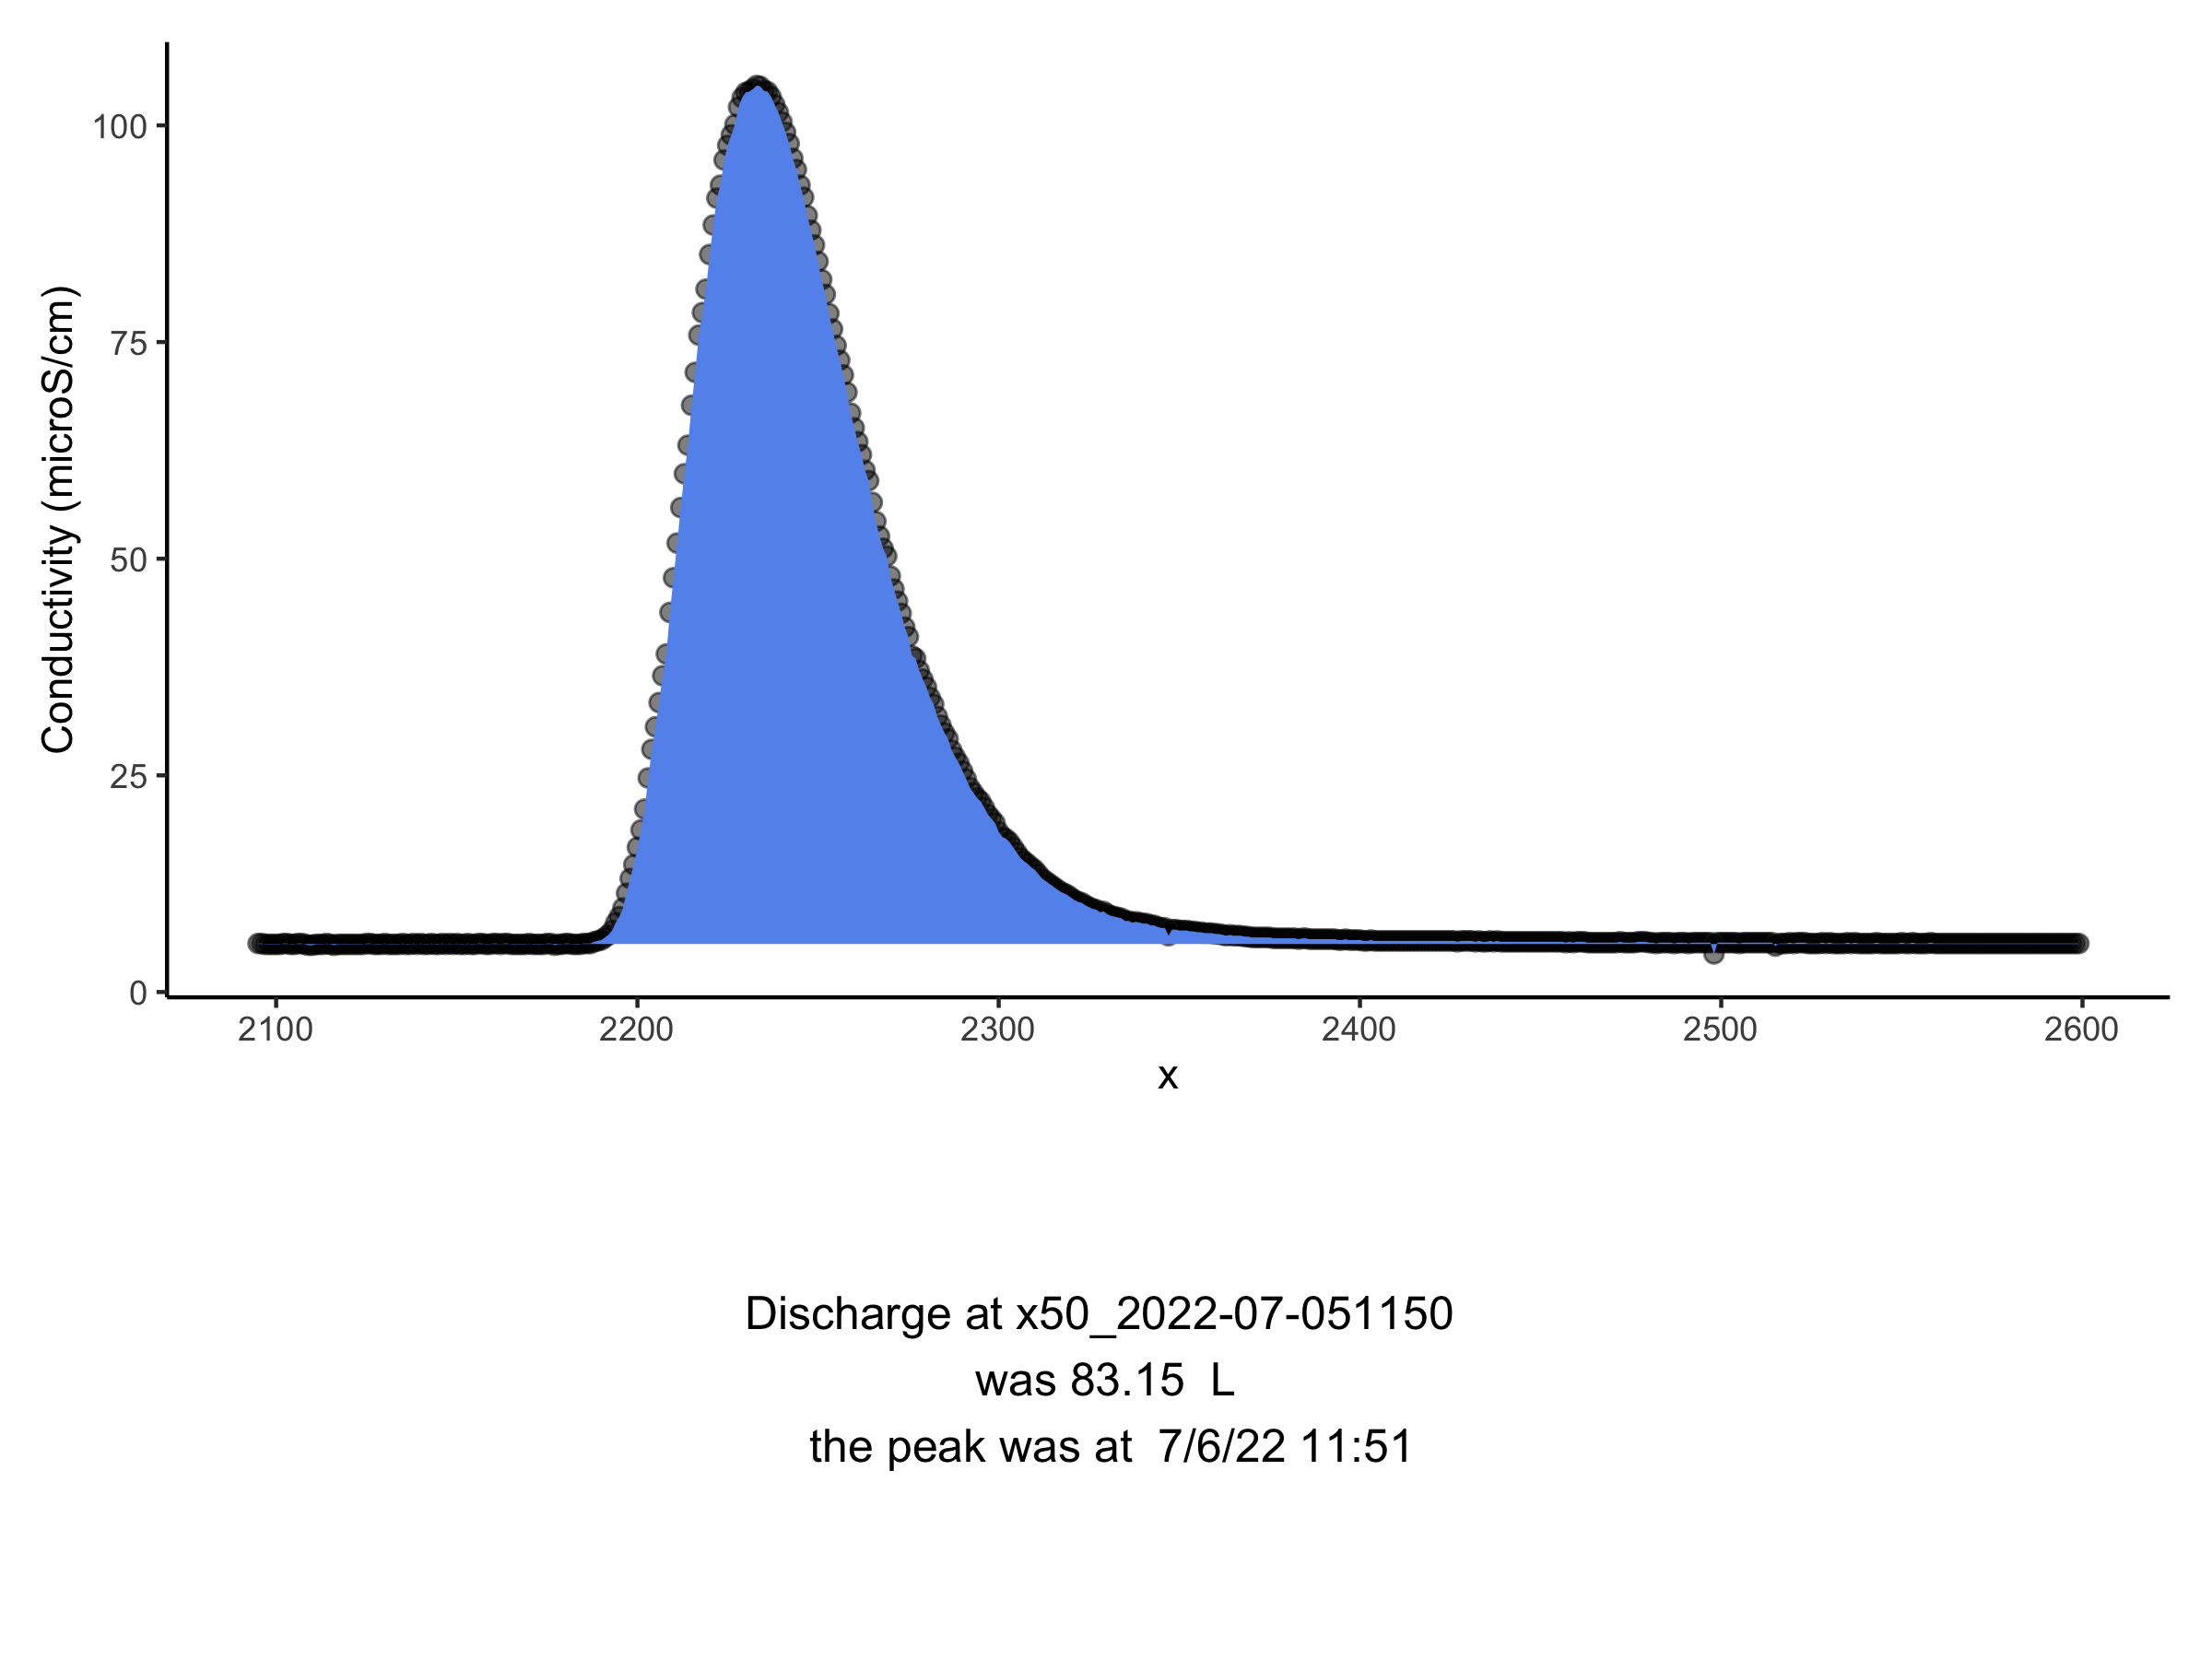 Conductivity (microS/cm)
100
75
50
25
0
2100 2200 2300 2400 2500 2600
x
Discharge at x50_2022-07-051150
was 83.15  L
the peak was at  7/6/22 11:51